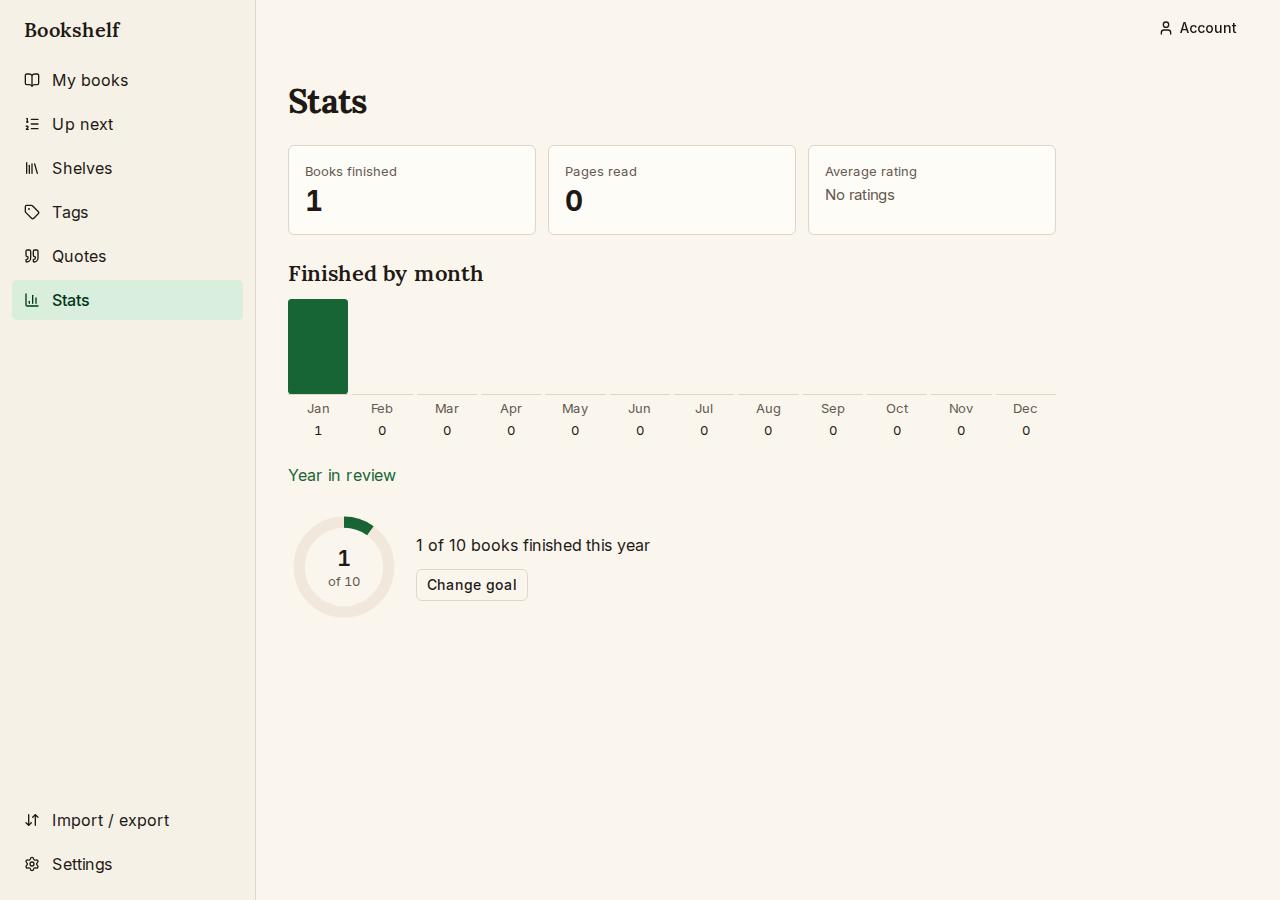 Bookshelf
My books
Up next
Shelves
Tags
Quotes
Stats
Import / export
Settings
Account
Stats
Books finished
1
Pages read
0
Average rating
No ratings
Finished by month
Jan Feb Mar Apr May Jun Jul Aug Sep Oct Nov Dec
1 0 0 0 0 0 0 0 0 0 0 0
Year in review
1
of 10
1 of 10 books finished this year
Change goal